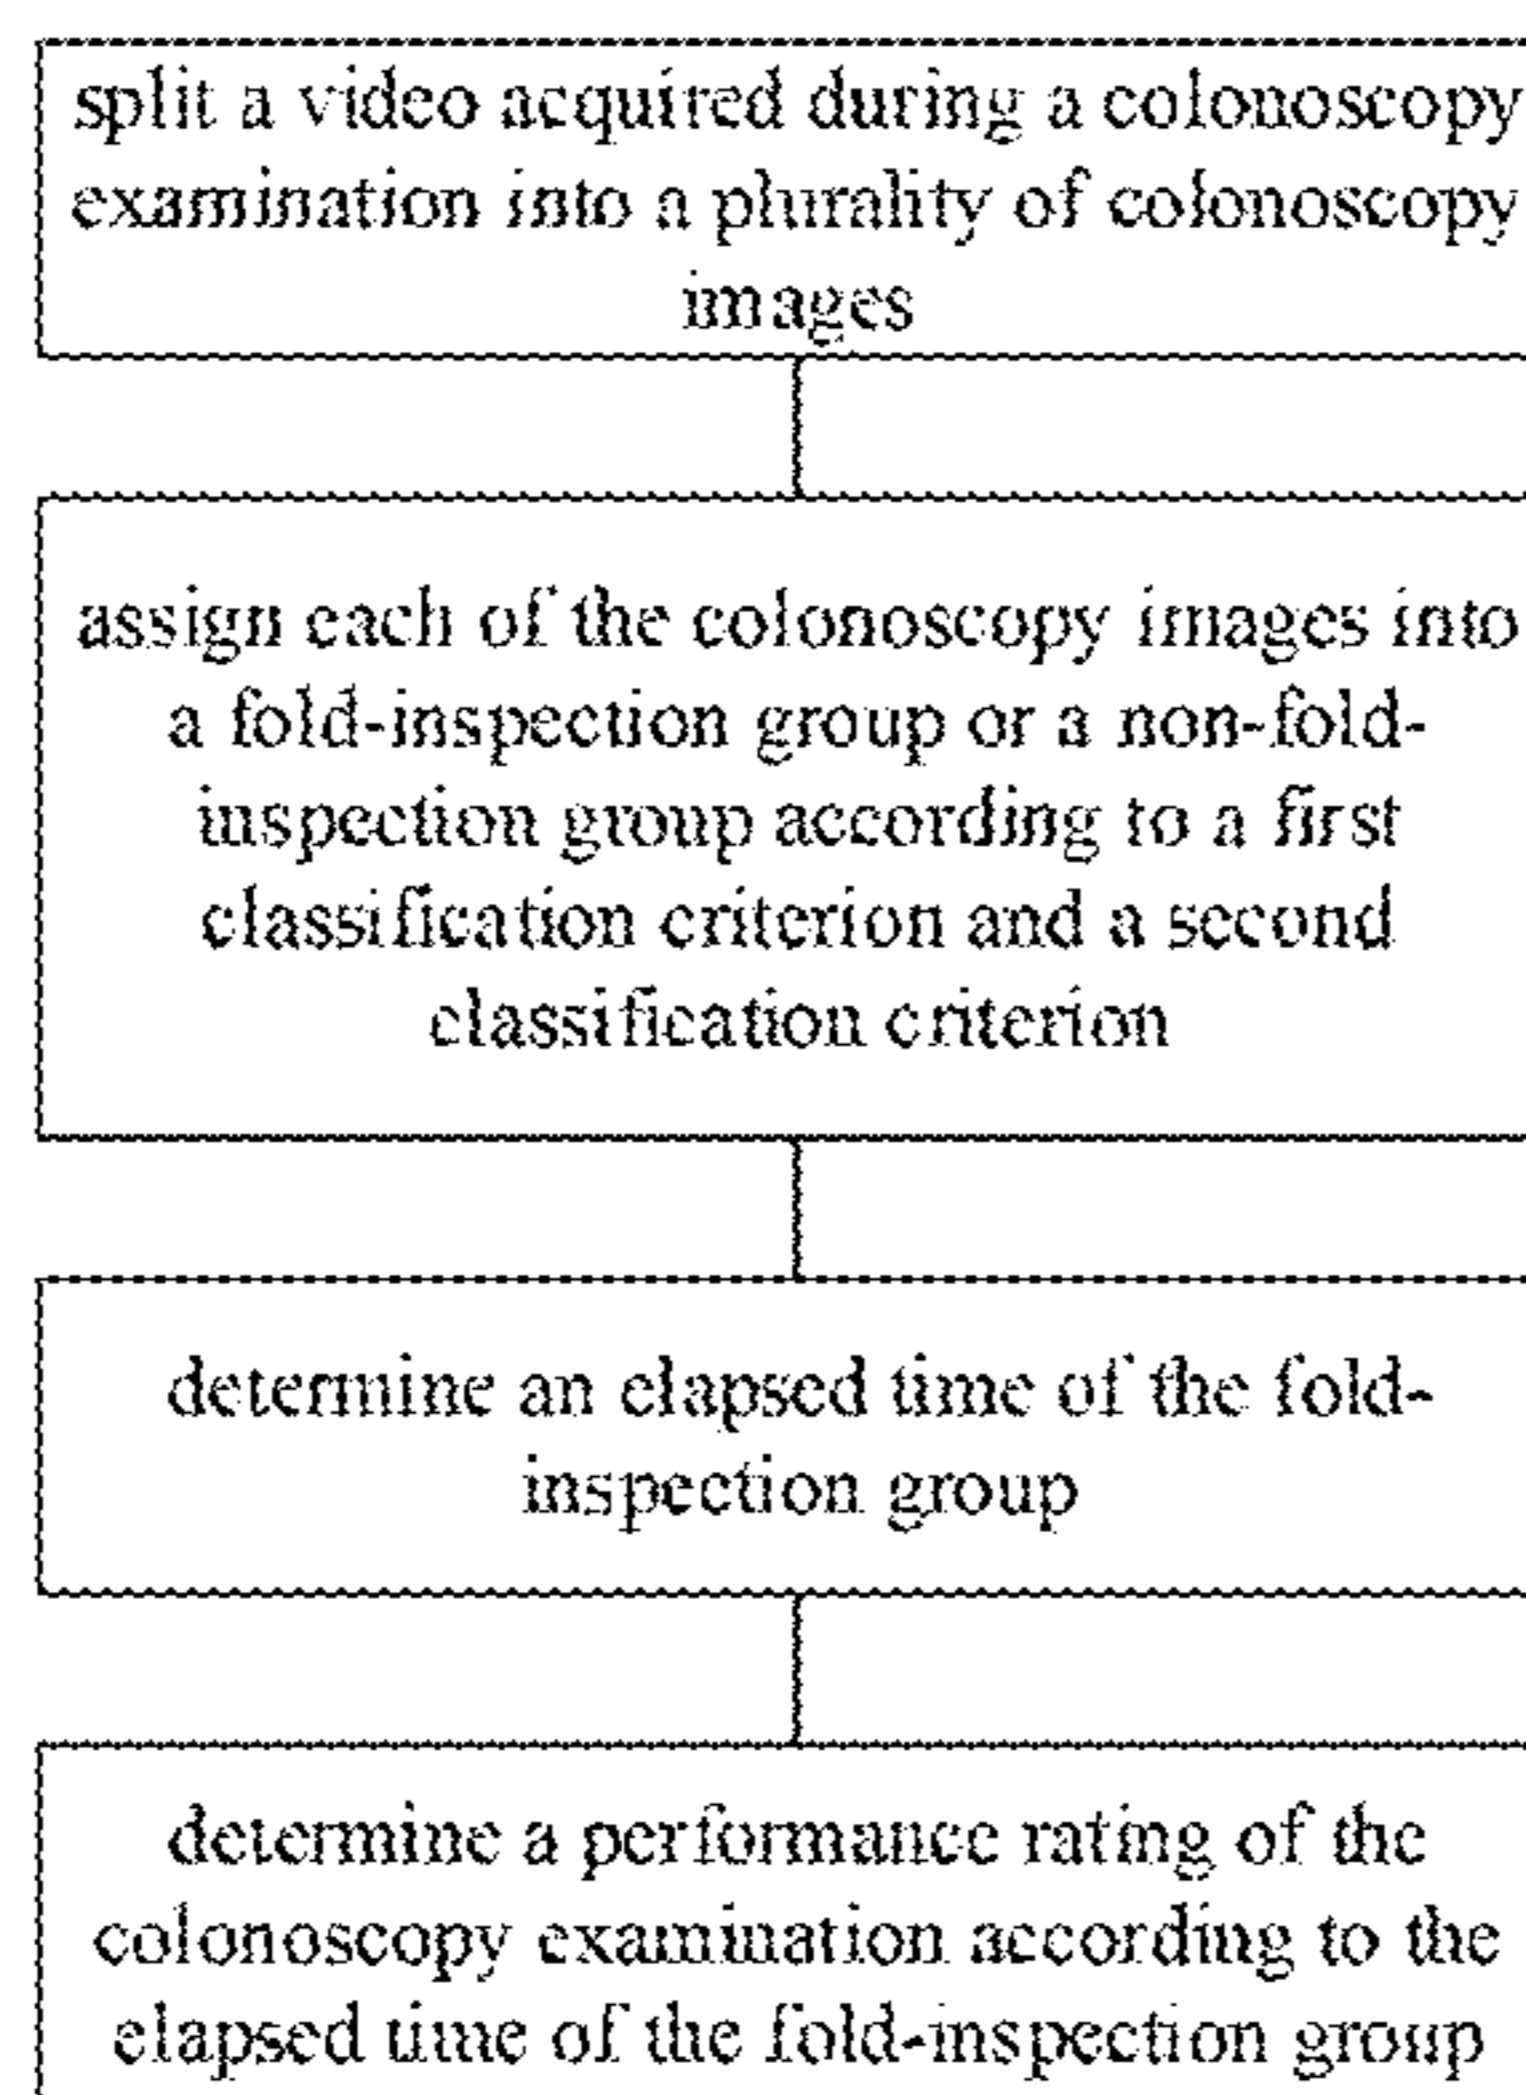 split a video acquired during a colonoscopy
examination into a plurality of colonoscopy
images
assign each of the colonoscopy images into
a fold-inspection group or a non-fold-
inspection group according to a first
classification criterion and a second
classification criterion
determine an elapsed time of the fold-
inspection group
determine a performance rating of the
colonoscopy examination according to the
elapsed time of the fold-inspection group